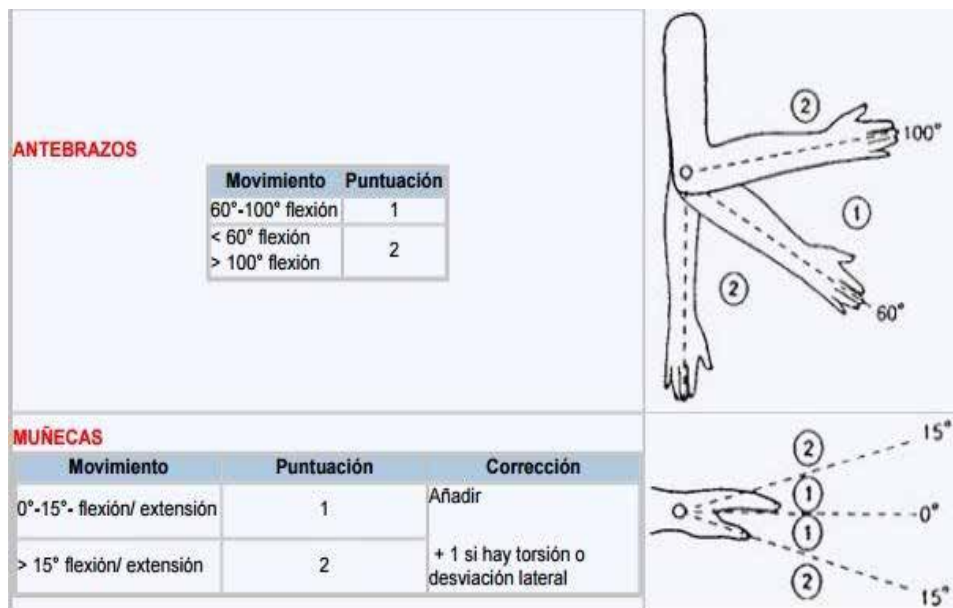 ANTEBRAZOS
Movimiento Puntuación
60°-100° flexión 1
< 60° flexión
> 100° flexión
2
2
100°
1
2
60°
MUÑECAS
Movimiento Puntuación Corrección
0°-15°- flexión/ extensión 1
Añadir
+ 1 si hay torsión o
desviación lateral
> 15° flexión/ extensión 2
2
15°
1
0°
1
2
15°